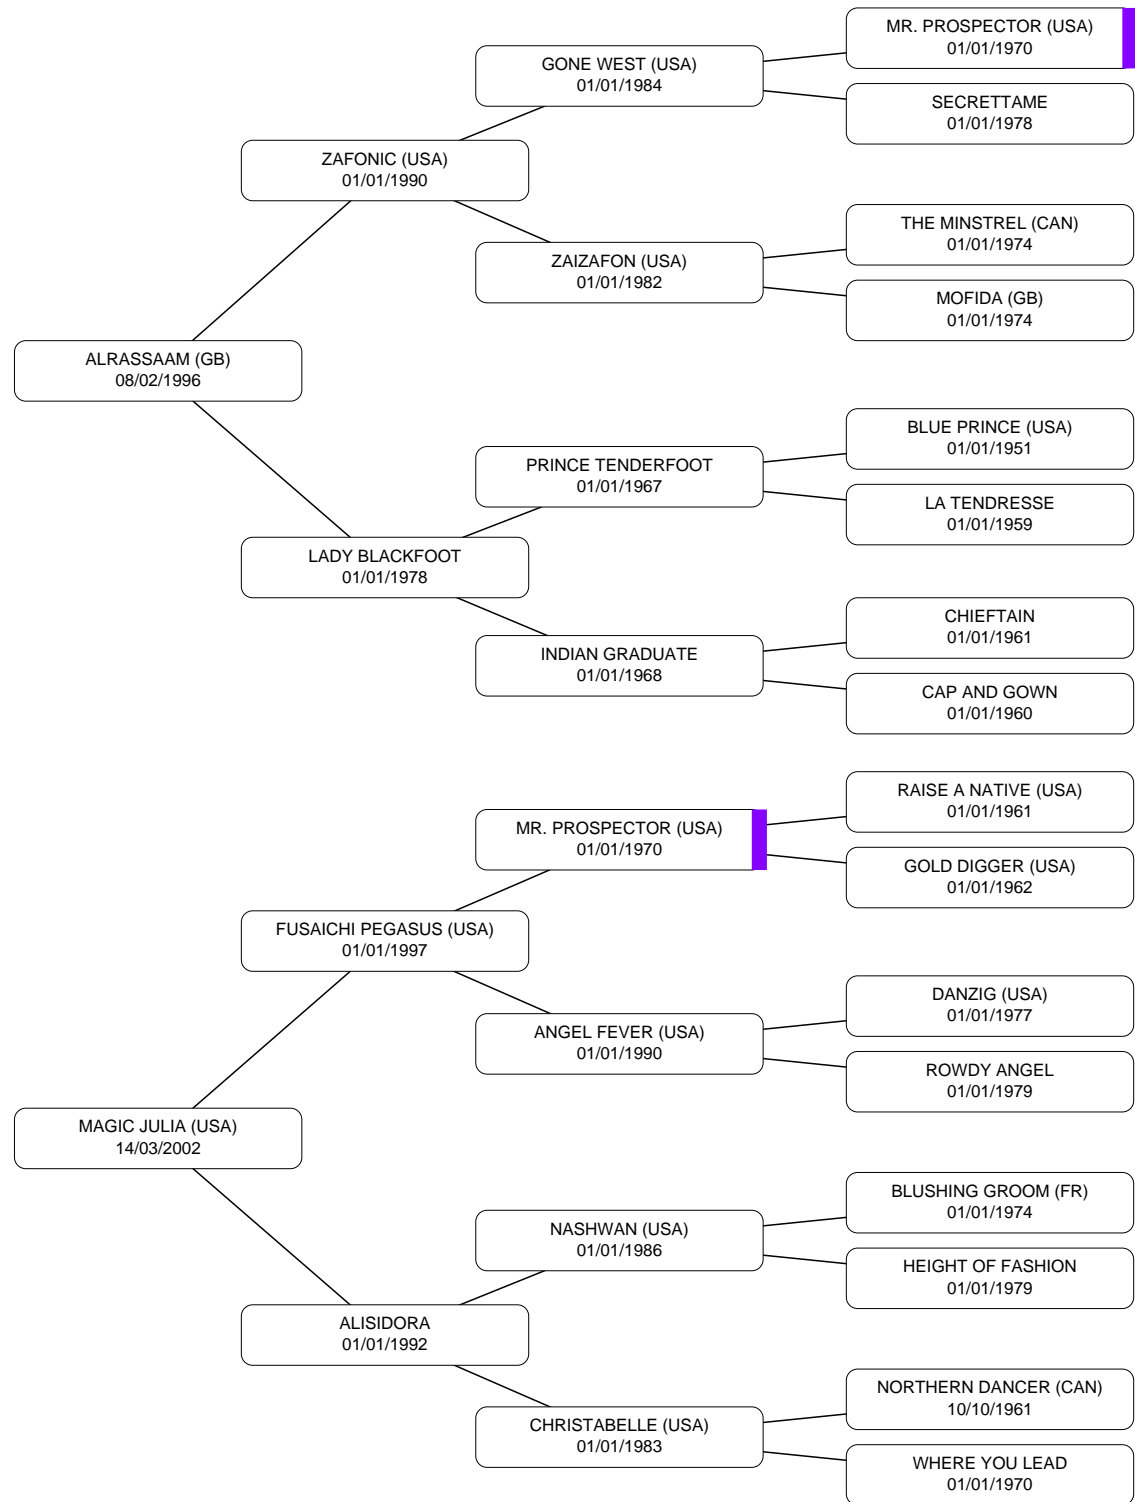 MR. PROSPECTOR (USA)
01/01/1970
GONE WEST (USA)
01/01/1984
SECRETTAME
01/01/1978
ZAFONIC (USA)
01/01/1990
THE MINSTREL (CAN)
01/01/1974
ZAIZAFON (USA)
01/01/1982
MOFIDA (GB)
01/01/1974
ALRASSAAM (GB)
08/02/1996
BLUE PRINCE (USA)
01/01/1951
PRINCE TENDERFOOT
01/01/1967
LA TENDRESSE
01/01/1959
LADY BLACKFOOT
01/01/1978
CHIEFTAIN
01/01/1961
INDIAN GRADUATE
01/01/1968
CAP AND GOWN
01/01/1960
RAISE A NATIVE (USA)
01/01/1961
MR. PROSPECTOR (USA)
01/01/1970
GOLD DIGGER (USA)
01/01/1962
FUSAICHI PEGASUS (USA)
01/01/1997
DANZIG (USA)
01/01/1977
ANGEL FEVER (USA)
01/01/1990
ROWDY ANGEL
01/01/1979
MAGIC JULIA (USA)
14/03/2002
BLUSHING GROOM (FR)
01/01/1974
NASHWAN (USA)
01/01/1986
HEIGHT OF FASHION
01/01/1979
ALISIDORA
01/01/1992
NORTHERN DANCER (CAN)
10/10/1961
CHRISTABELLE (USA)
01/01/1983
WHERE YOU LEAD
01/01/1970